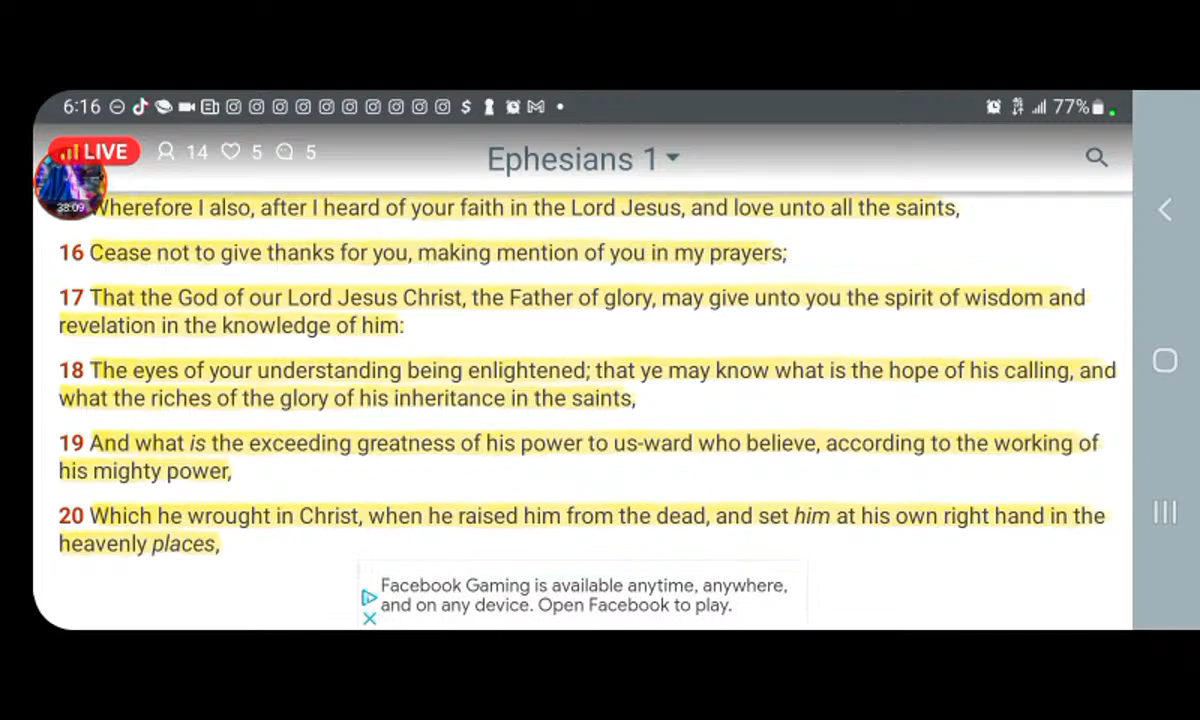 6:16 $ 77%
LIVE 14 5 5
Ephesians 1
38:09
Wherefore I also, after I heard of your faith in the Lord Jesus, and love unto all the saints,
16 Cease not to give thanks for you, making mention of you in my prayers;
17 That the God of our Lord Jesus Christ, the Father of glory, may give unto you the spirit of wisdom and
revelation in the knowledge of him:
18 The eyes of your understanding being enlightened; that ye may know what is the hope of his calling, and
what the riches of the glory of his inheritance in the saints,
19 And what is the exceeding greatness of his power to us-ward who believe, according to the working of
his mighty power,
20 Which he wrought in Christ, when he raised him from the dead, and set him at his own right hand in the
heavenly places,
Facebook Gaming is available anytime, anywhere,
and on any device. Open Facebook to play.